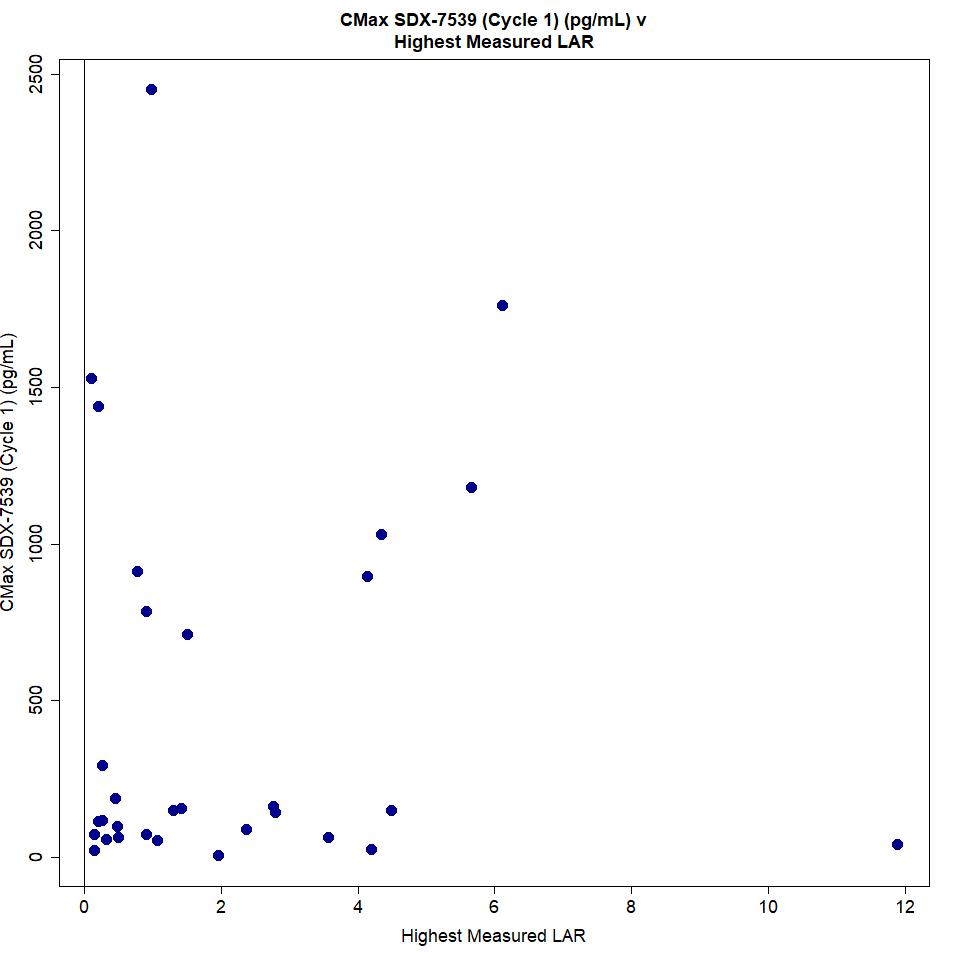 CMax SDX-7539 (Cycle 1) (pg/mL) v
Highest Measured LAR
CMax SDX-7539 (Cycle 1) (pg/mL)
2500
2000
1500
1000
500
0
0 2 4 6 8 10 12
Highest Measured LAR